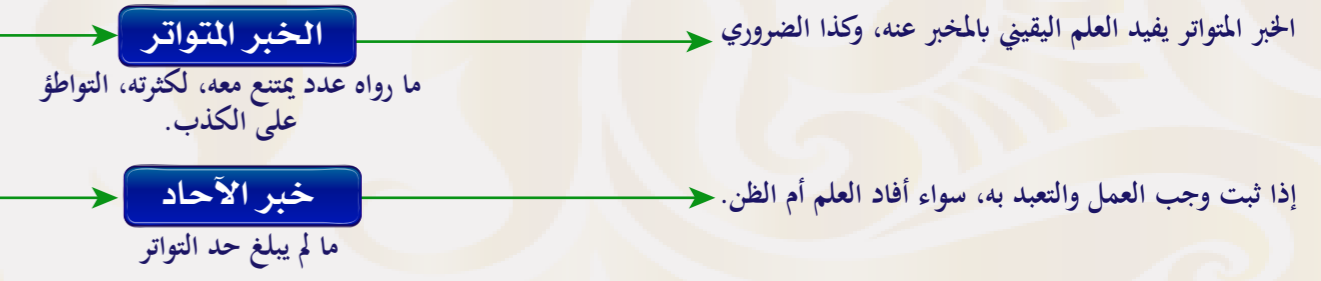 الخبر المتواتر يفيد العلم اليقيني بالمخبر عنه، وكذا الضروري
الخبر المتواتر
ما رواه عدد يمتنع معه، لكثرته، التواطؤ
على الكذب.
إذا ثبت وجب العمل والتعبد به، سواء أفاد العلم أم الظن.
خبر الآحاد
ما لم يبلغ حد التواتر